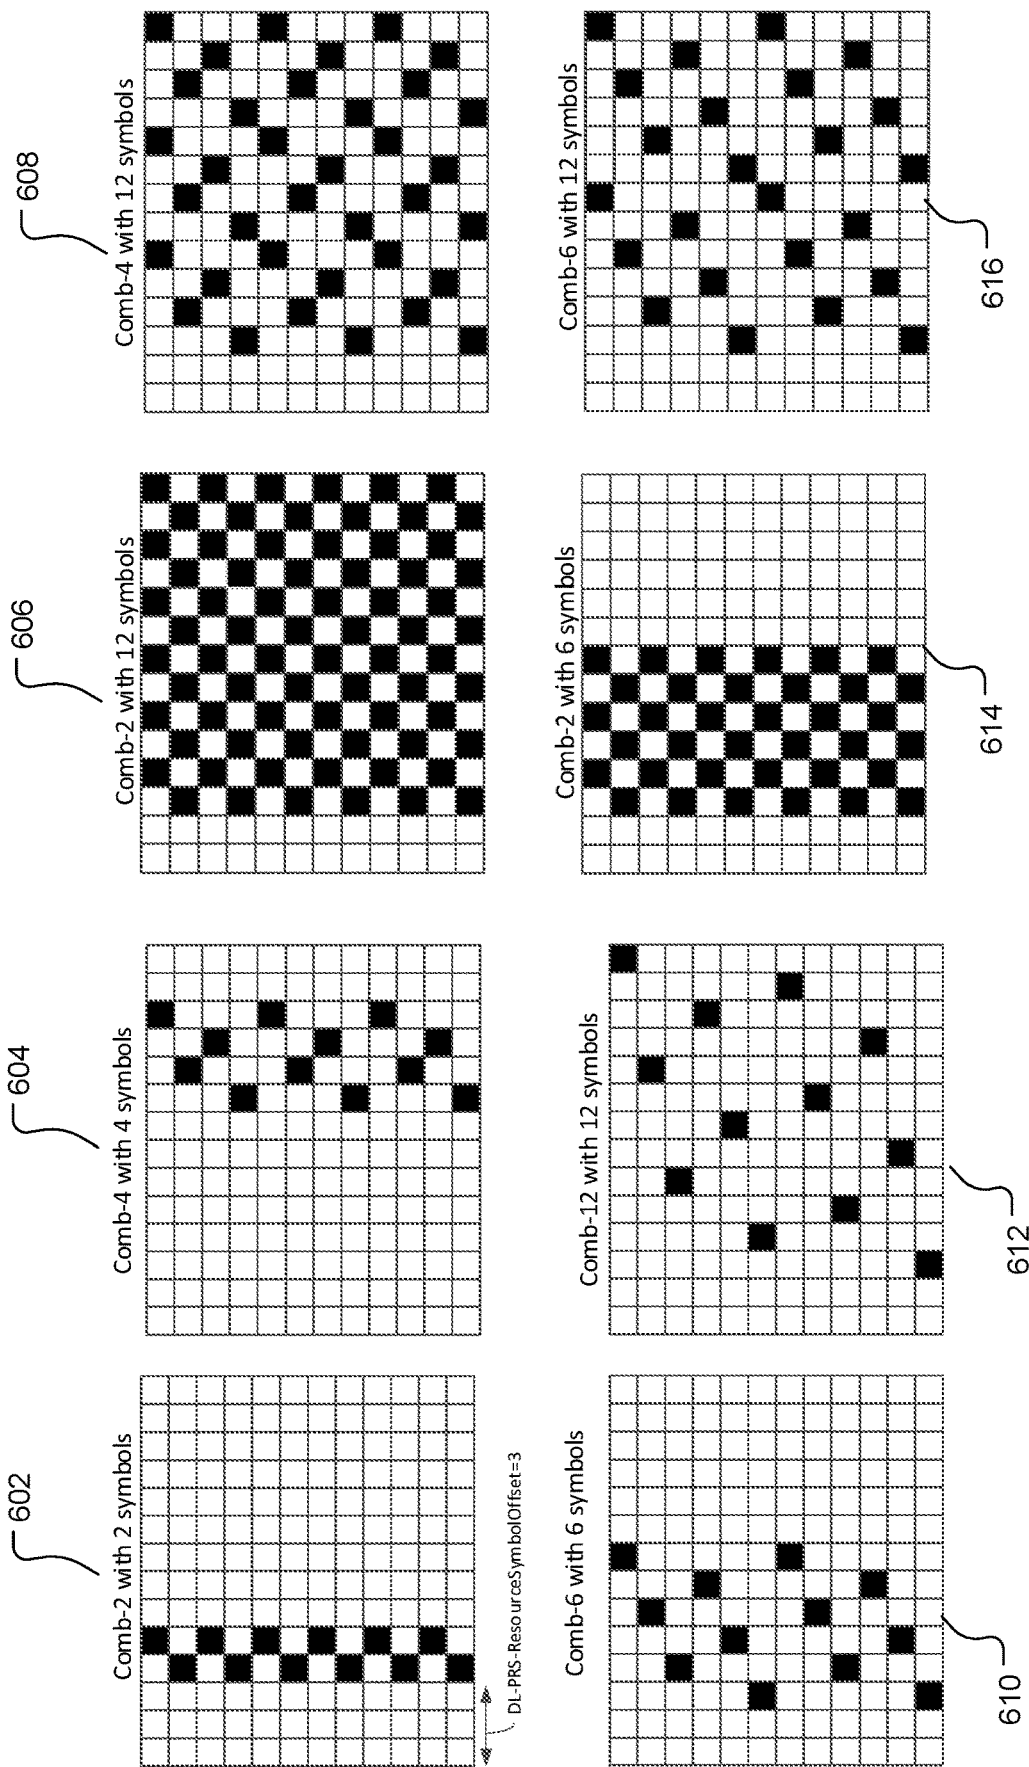 602
Comb-2 with 2 symbols
DL-PRS-ResourceSymbolOffset=3
604
Comb-4 with 4 symbols
606
Comb-2 with 12 symbols
608
Comb-4 with 12 symbols
Comb-6 with 6 symbols
610
Comb-12 with 12 symbols
612
Comb-2 with 6 symbols
614
Comb-6 with 12 symbols
616